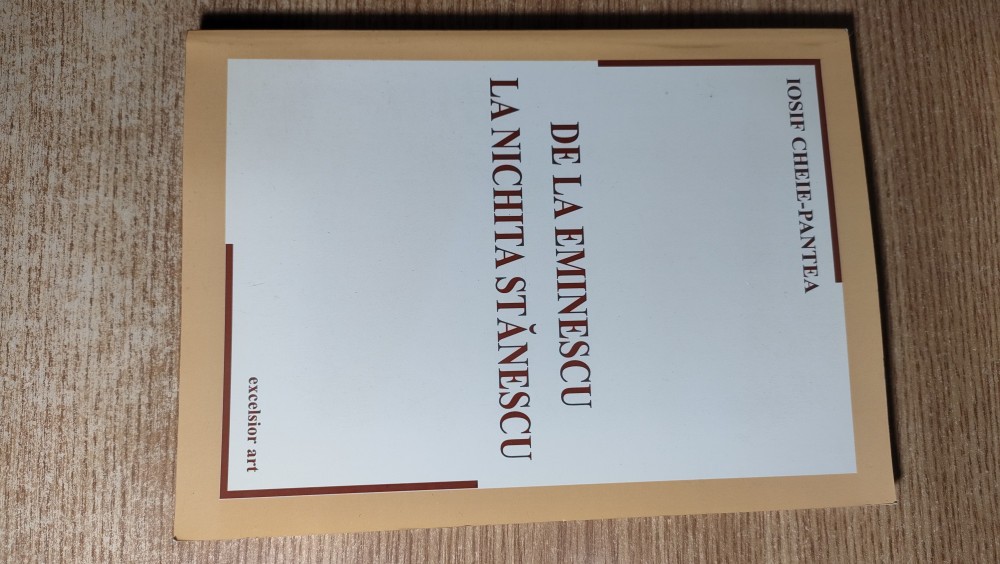 IOSIF CHEIE-PANTEA
DE LA EMINESCU
LA NICHITA STĂNESCU
excelsior art